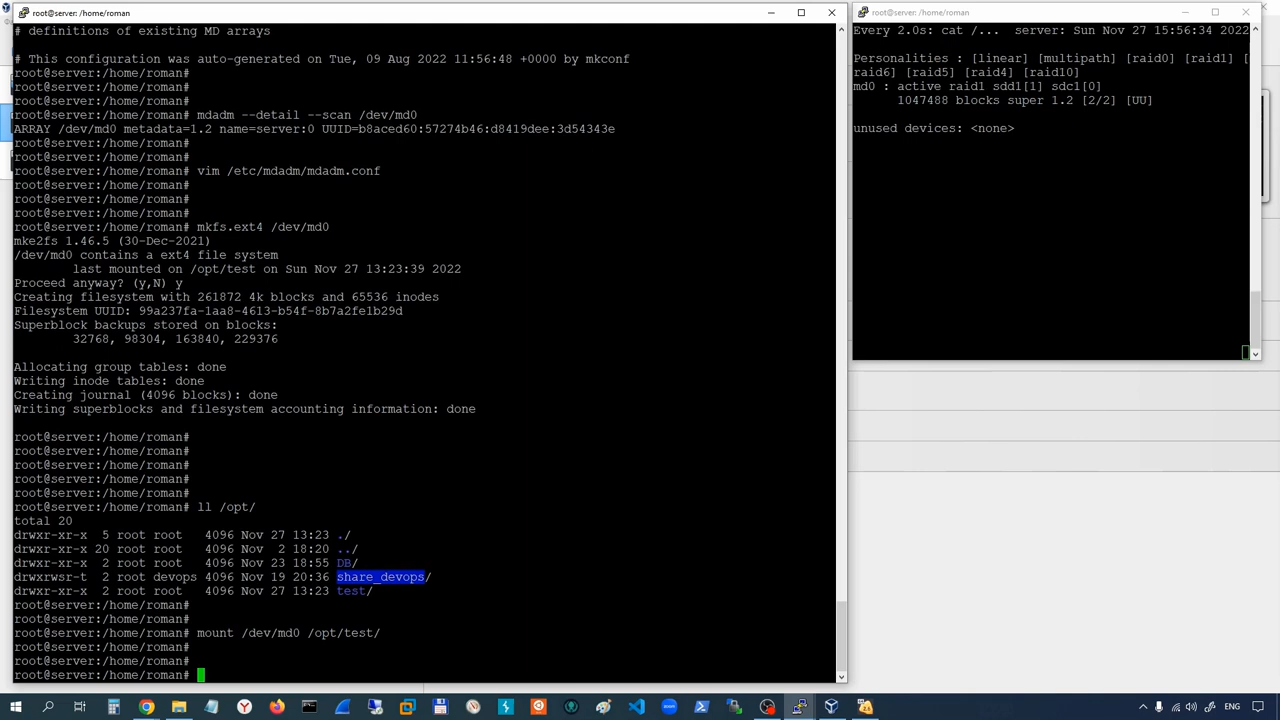 root@server: /home/roman
# definitions of existing MD arrays
# This configuration was auto-generated on Tue, 09 Aug 2022 11:56:48 +0000 by mkconf
root@server:/home/roman#
root@server:/home/roman#
root@server:/home/roman#
root@server:/home/roman# mdadm --detail --scan /dev/md0
ARRAY /dev/md0 metadata=1.2 name=server:0 UUID=b8aced60:57274b46:d8419dee:3d54343e
root@server:/home/roman#
root@server:/home/roman#
root@server:/home/roman# vim /etc/mdadm/mdadm.conf
root@server:/home/roman#
root@server:/home/roman#
root@server:/home/roman#
root@server:/home/roman# mkfs.ext4 /dev/md0
mke2fs 1.46.5 (30-Dec-2021)
/dev/md0 contains a ext4 file system
last mounted on /opt/test on Sun Nov 27 13:23:39 2022
Proceed anyway? (y,N) y
Creating filesystem with 261872 4k blocks and 65536 inodes
Filesystem UUID: 99a237fa-1aa8-4613-b54f-8b7a2fe1b29d
Superblock backups stored on blocks:
32768, 98304, 163840, 229376
Allocating group tables: done
Writing inode tables: done
Creating journal (4096 blocks): done
Writing superblocks and filesystem accounting information: done
root@server:/home/roman#
root@server:/home/roman#
root@server:/home/roman#
root@server:/home/roman#
root@server:/home/roman#
root@server:/home/roman# ll /opt/
total 20
drwxr-xr-x 5 root root 4096 Nov 27 13:23 ./
drwxr-xr-x 20 root root 4096 Nov 2 18:20 ../
drwxr-xr-x 2 root root 4096 Nov 23 18:55 DB/
drwxrwsr-t 2 root devops 4096 Nov 19 20:36 share_devops/
drwxr-xr-x 2 root root 4096 Nov 27 13:23 test/
root@server:/home/roman#
root@server:/home/roman#
root@server:/home/roman# mount /dev/md0 /opt/test/
root@server:/home/roman#
root@server:/home/roman#
root@server:/home/roman#
root@server: /home/roman
Every 2.0s: cat /... server: Sun Nov 27 15:56:34 2022
Personalities : [linear] [multipath] [raid0] [raid1] [
raid6] [raid5] [raid4] [raid10]
md0 : active raid1 sdd1[1] sdc1[0]
1047488 blocks super 1.2 [2/2] [UU]
unused devices: <none>
ENG